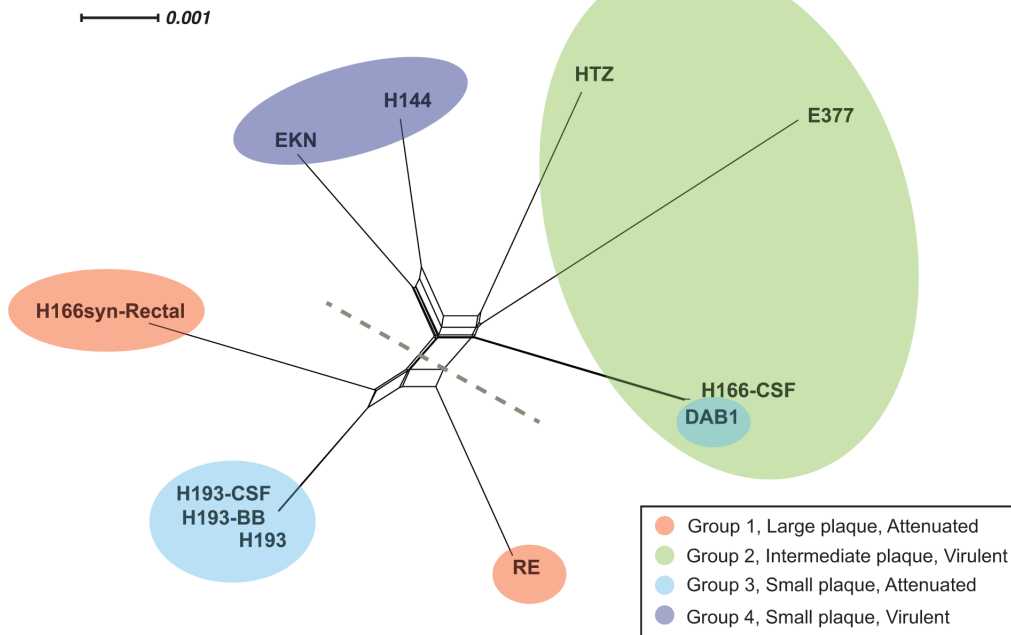 0.001
HTZ
H144
E377
EKN
H166syn-Rectal
H166-CSF
DAB1
H193-CSF
H193-BB
H193
RE
Group 1, Large plaque, Attenuated
Group 2, Intermediate plaque, Virulent
Group 3, Small plaque, Attenuated
Group 4, Small plaque, Virulent